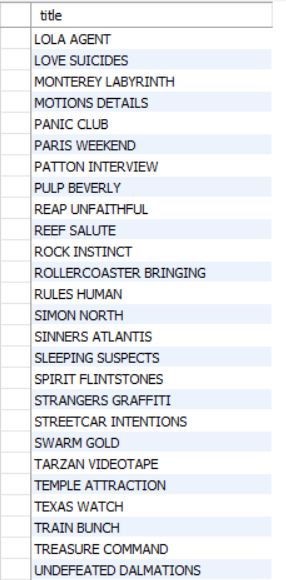 title
LOLA AGENT
LOVE SUICIDES
MONTEREY LABYRINTH
MOTIONS DETAILS
PANIC CLUB
PARIS WEEKEND
PATTON INTERVIEW
PULP BEVERLY
REAP UNFAITHFUL
REEF SALUTE
ROCK INSTINCT
ROLLERCOASTER BRINGING
RULES HUMAN
SIMON NORTH
SINNERS ATLANTIS
SLEEPING SUSPECTS
SPIRIT FLINTSTONES
STRANGERS GRAFFITI
STREETCAR INTENTIONS
SWARM GOLD
TARZAN VIDEOTAPE
TEMPLE ATTRACTION
TEXAS WATCH
TRAIN BUNCH
TREASURE COMMAND
UNDEFEATED DALMATIONS